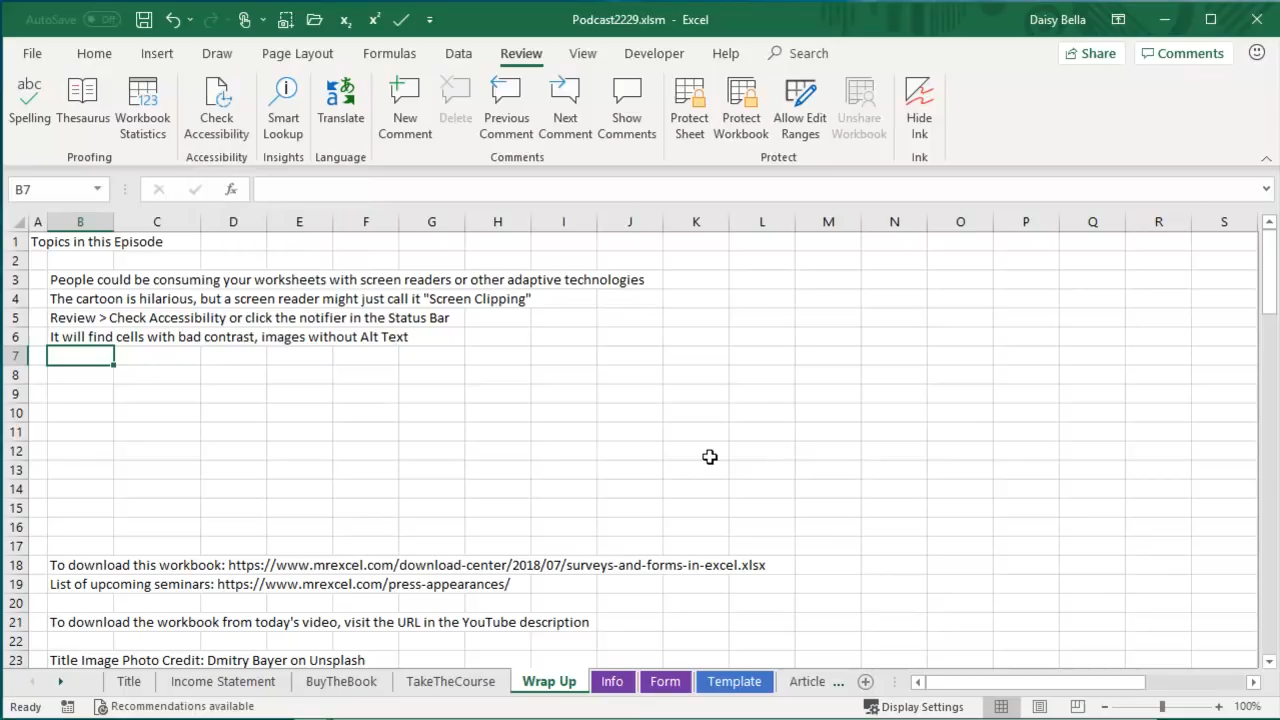 AutoSave Off
Podcast2229.xlsm - Excel
Daisy Bella
File Home Insert Draw Page Layout Formulas Data Review View Developer Help Search Share Comments
abc
Spelling Thesaurus Workbook Statistics Check Accessibility Smart Lookup Translate New Comment Delete Previous Comment Next Comment Show Comments Protect Sheet Protect Workbook Allow Edit Ranges Unshare Workbook Hide Ink
Proofing Accessibility Insights Language Comments Protect Ink
B7 fx
A B C D E F G H I J K L M N O P Q R S
1 Topics in this Episode
2
3 People could be consuming your worksheets with screen readers or other adaptive technologies
4 The cartoon is hilarious, but a screen reader might just call it "Screen Clipping"
5 Review > Check Accessibility or click the notifier in the Status Bar
6 It will find cells with bad contrast, images without Alt Text
7
8
9
10
11
12
13
14
15
16
17
18 To download this workbook: https://www.mrexcel.com/download-center/2018/07/surveys-and-forms-in-excel.xlsx
19 List of upcoming seminars: https://www.mrexcel.com/press-appearances/
20
21 To download the workbook from today's video, visit the URL in the YouTube description
22
23 Title Image Photo Credit: Dmitry Bayer on Unsplash
Title Income Statement BuyTheBook TakeTheCourse Wrap Up Info Form Template Article ...
Ready Recommendations available Display Settings 100%